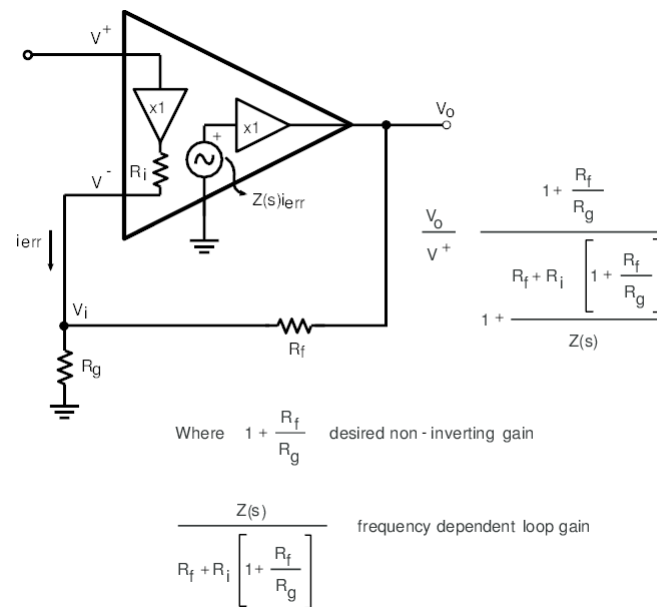 V+
x1
Ri
V-
+
x1
Z(s)ierr
Vo
ierr
Vi
Rg
Rf
Vo
V+
1 + Rf
Rg
1 + Rf + Ri [ 1 + Rf
Rg ]
Z(s)
Where 1 + Rf
Rg
desired non - inverting gain
Z(s)
Rf + Ri [ 1 + Rf
Rg ]
frequency dependent loop gain